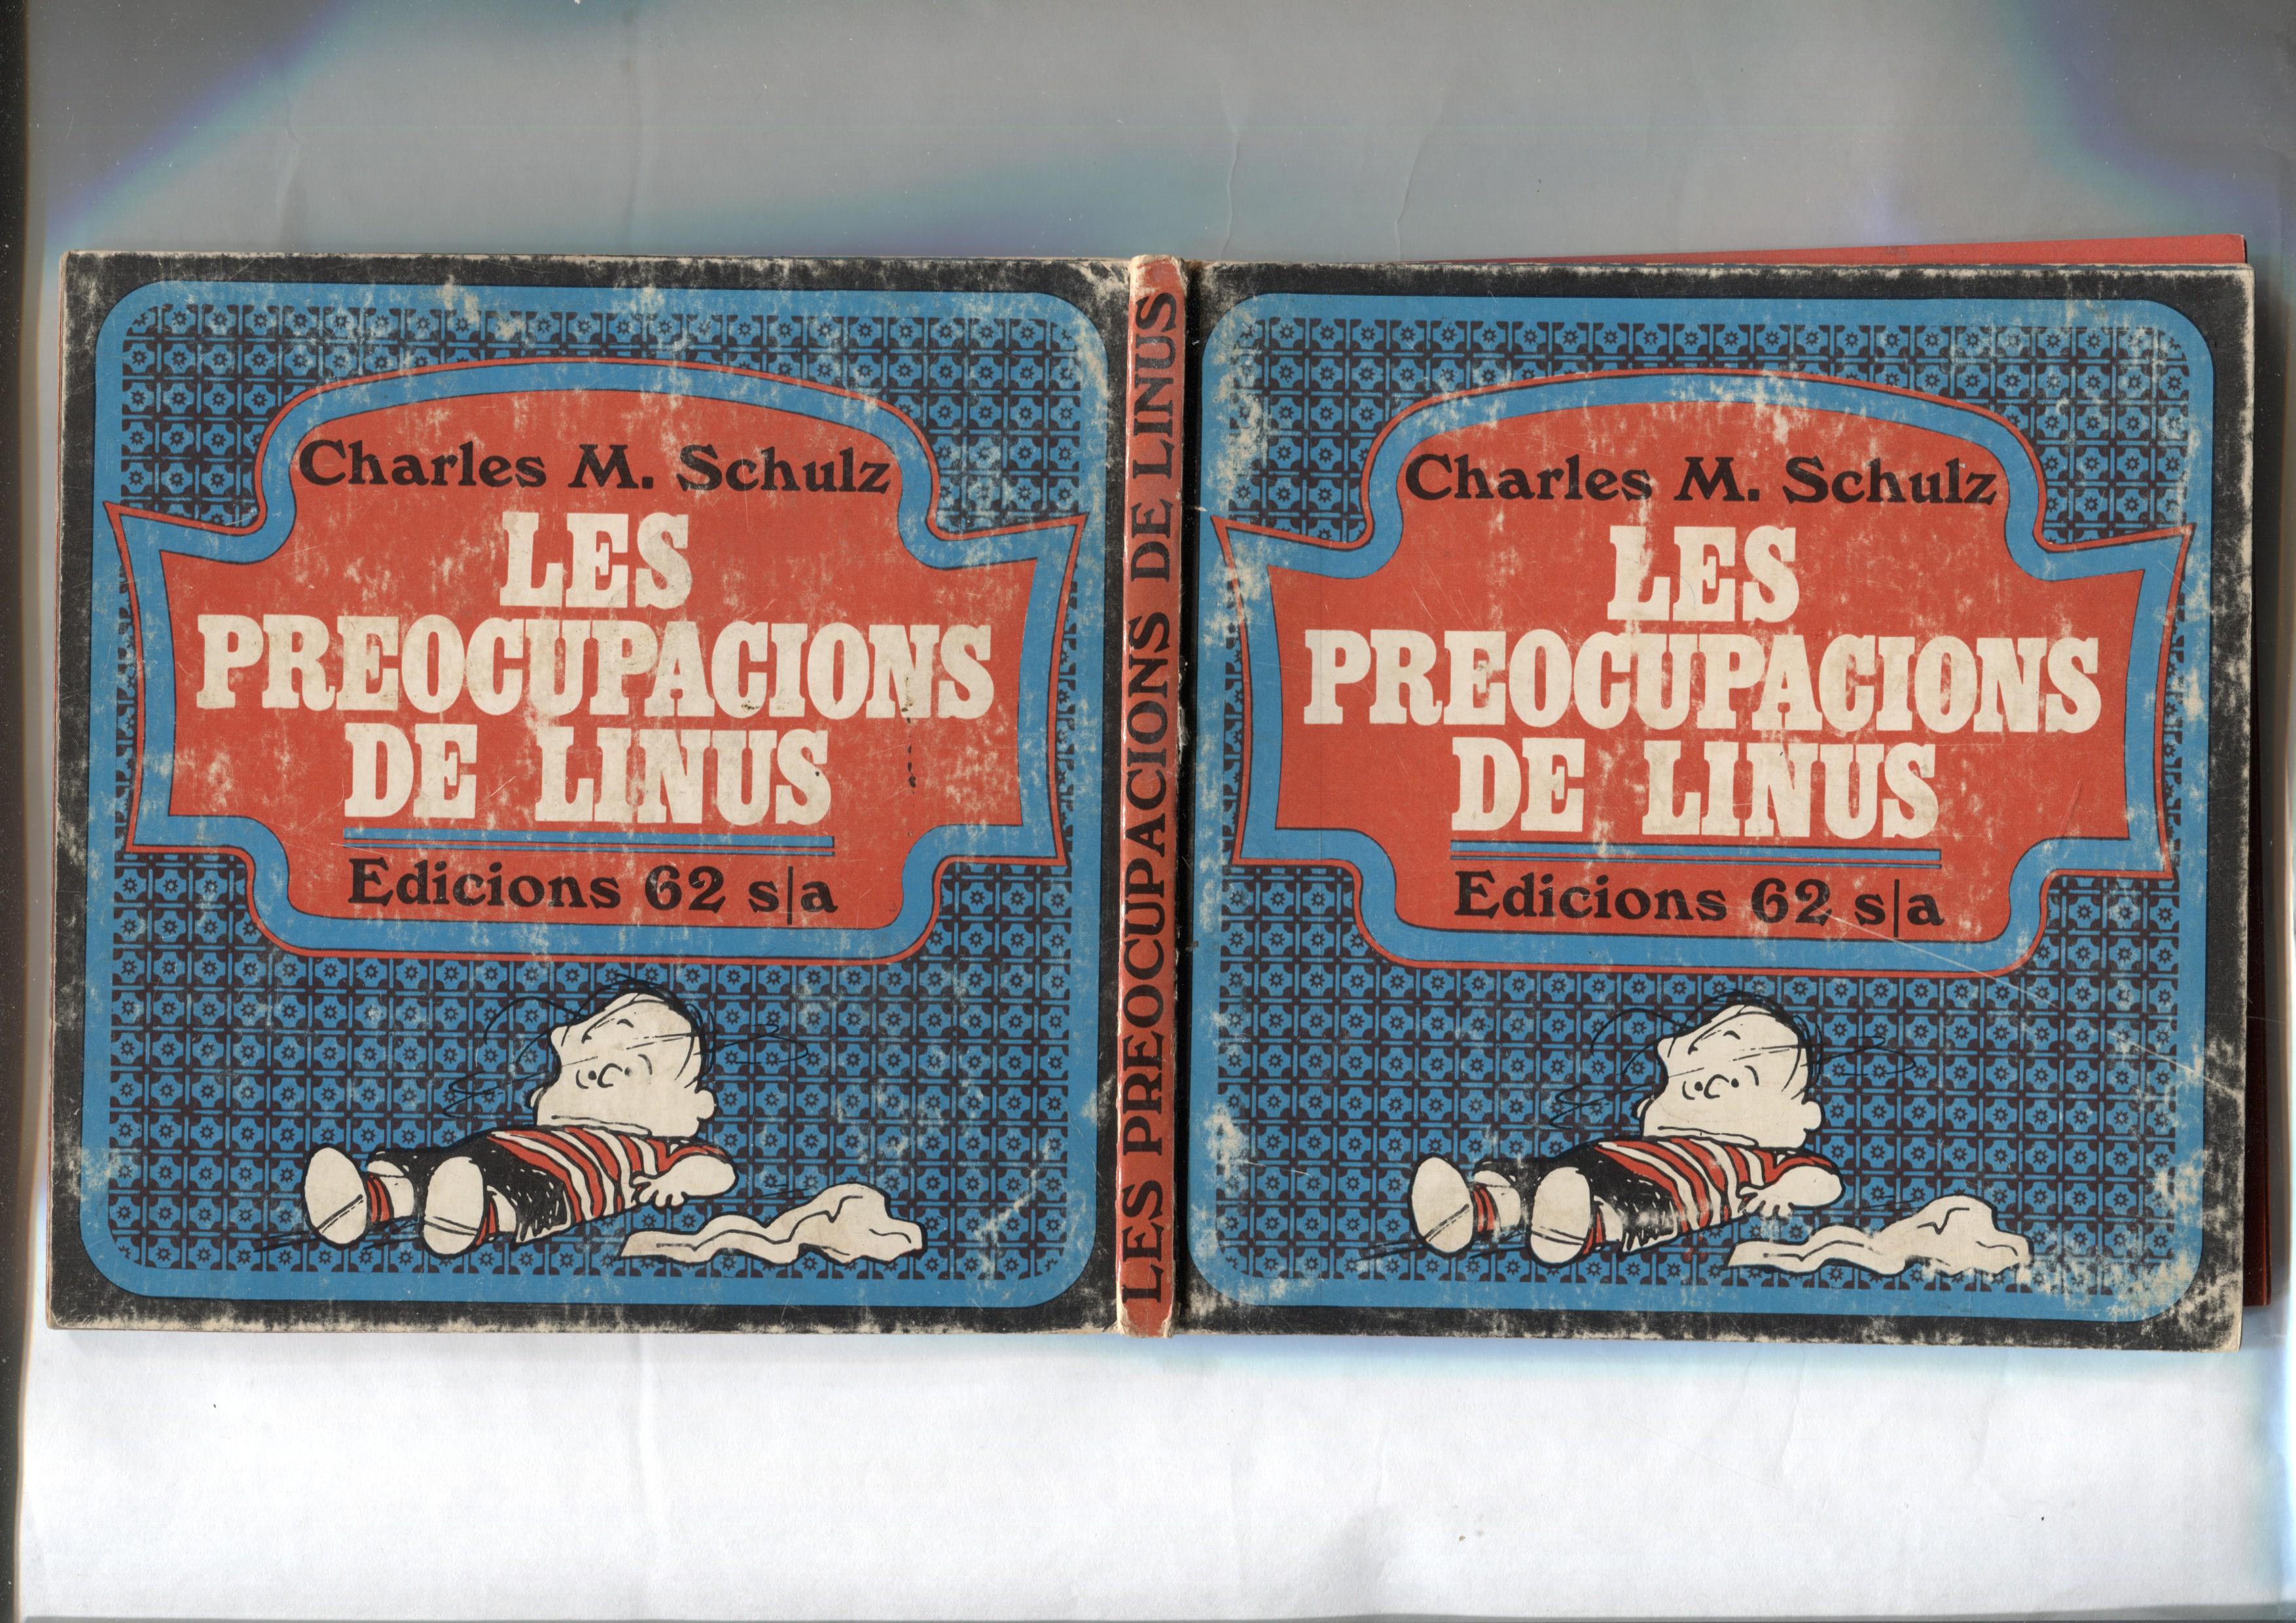 Charles M. Schulz
LES
PREOCUPACIONS
DE LINUS
Edicions 62 s|a
LES PREOCUPACIONS DE LINUS
Charles M. Schulz
LES
PREOCUPACIONS
DE LINUS
Edicions 62 s|a